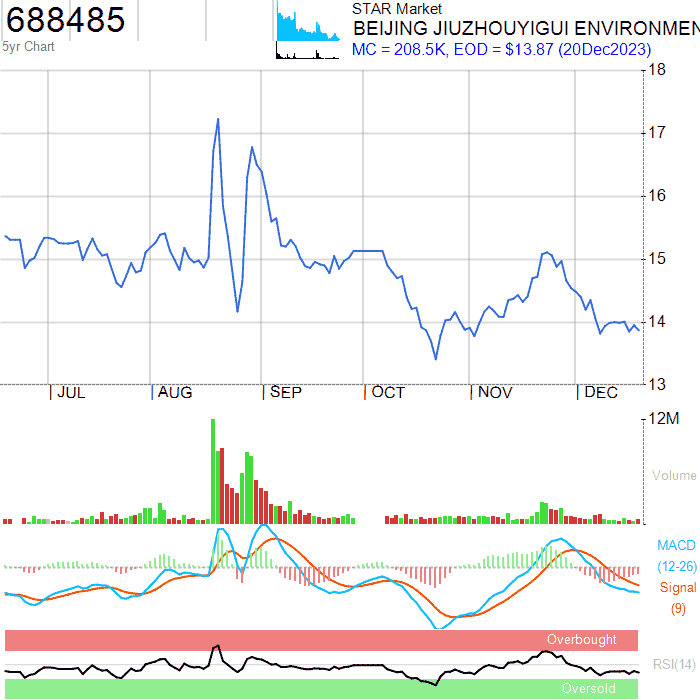 688485
5yr Chart
STAR Market
BEIJING JIUZHOUYIGUI ENVIRONMEN
MC = 208.5K, EOD = $13.87 (20Dec2023)
18
17
16
15
14
13
JUL AUG SEP OCT NOV DEC
12M
Volume
MACD
(12-26)
Signal
(9)
Overbought
RSI(14)
Oversold